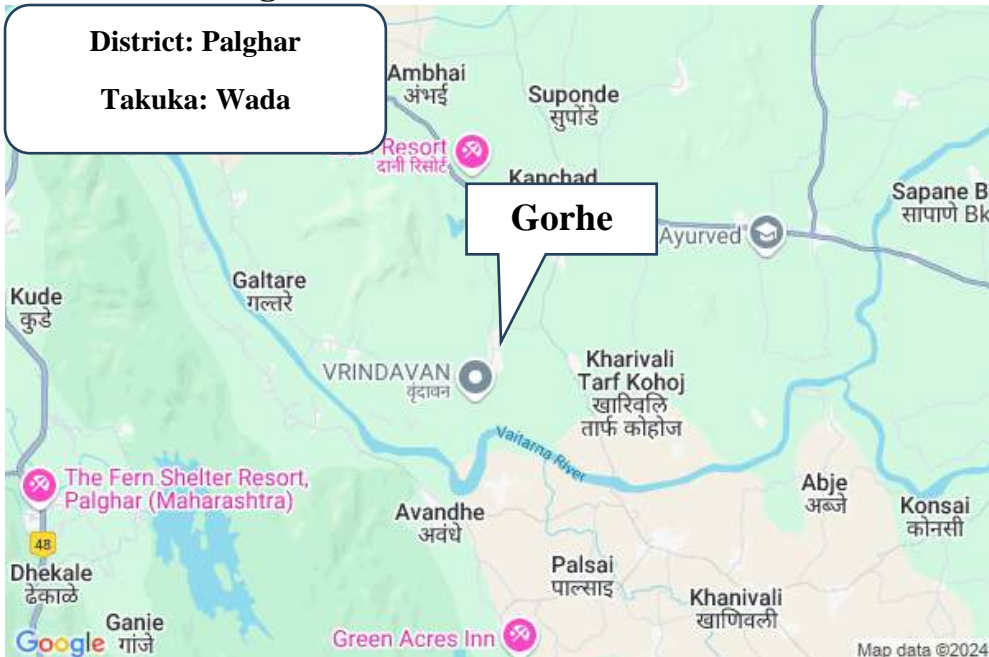 District: Palghar
Takuka: Wada
Ambhai
अंभई
Suponde
सुपोंडे
Resort
दानी रिसोर्ट
Kanchad
Gorhe
Sapane B
सापाणे Bk
Ayurved
Galtare
गल्तरे
Kude
कुडे
VRINDAVAN
वृंदावन
Kharivali
Tarf Kohoj
खारिवलि
तार्फ कोहोज
Vaitarna River
The Fern Shelter Resort,
Palghar (Maharashtra)
48
Avandhe
अवंधे
Abje
अब्जे
Konsai
कोनसी
Dhekale
ढेकाळे
Palsai
पाल्साइ
Khanivali
खाणिवली
Ganje
गांजे
Google
Green Acres Inn
Map data ©2024